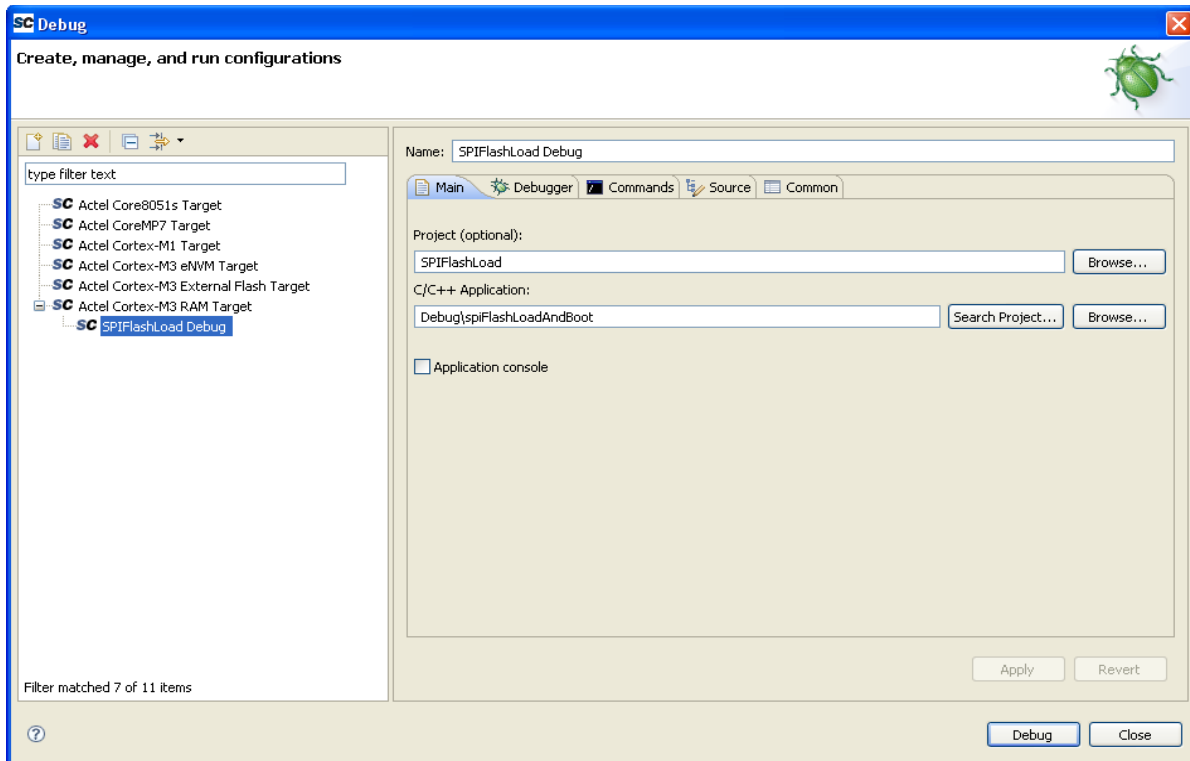 SC Debug
Create, manage, and run configurations
type filter text
SC Actel Core8051s Target
SC Actel CoreMP7 Target
SC Actel Cortex-M1 Target
SC Actel Cortex-M3 eNVM Target
SC Actel Cortex-M3 External Flash Target
SC Actel Cortex-M3 RAM Target
SC SPIFlashLoad Debug
Filter matched 7 of 11 items
Name: SPIFlashLoad Debug
Main Debugger Commands Source Common
Project (optional):
SPIFlashLoad Browse...
C/C++ Application:
Debug\spiFlashLoadAndBoot Search Project... Browse...
Application console
Apply Revert
? Debug Close